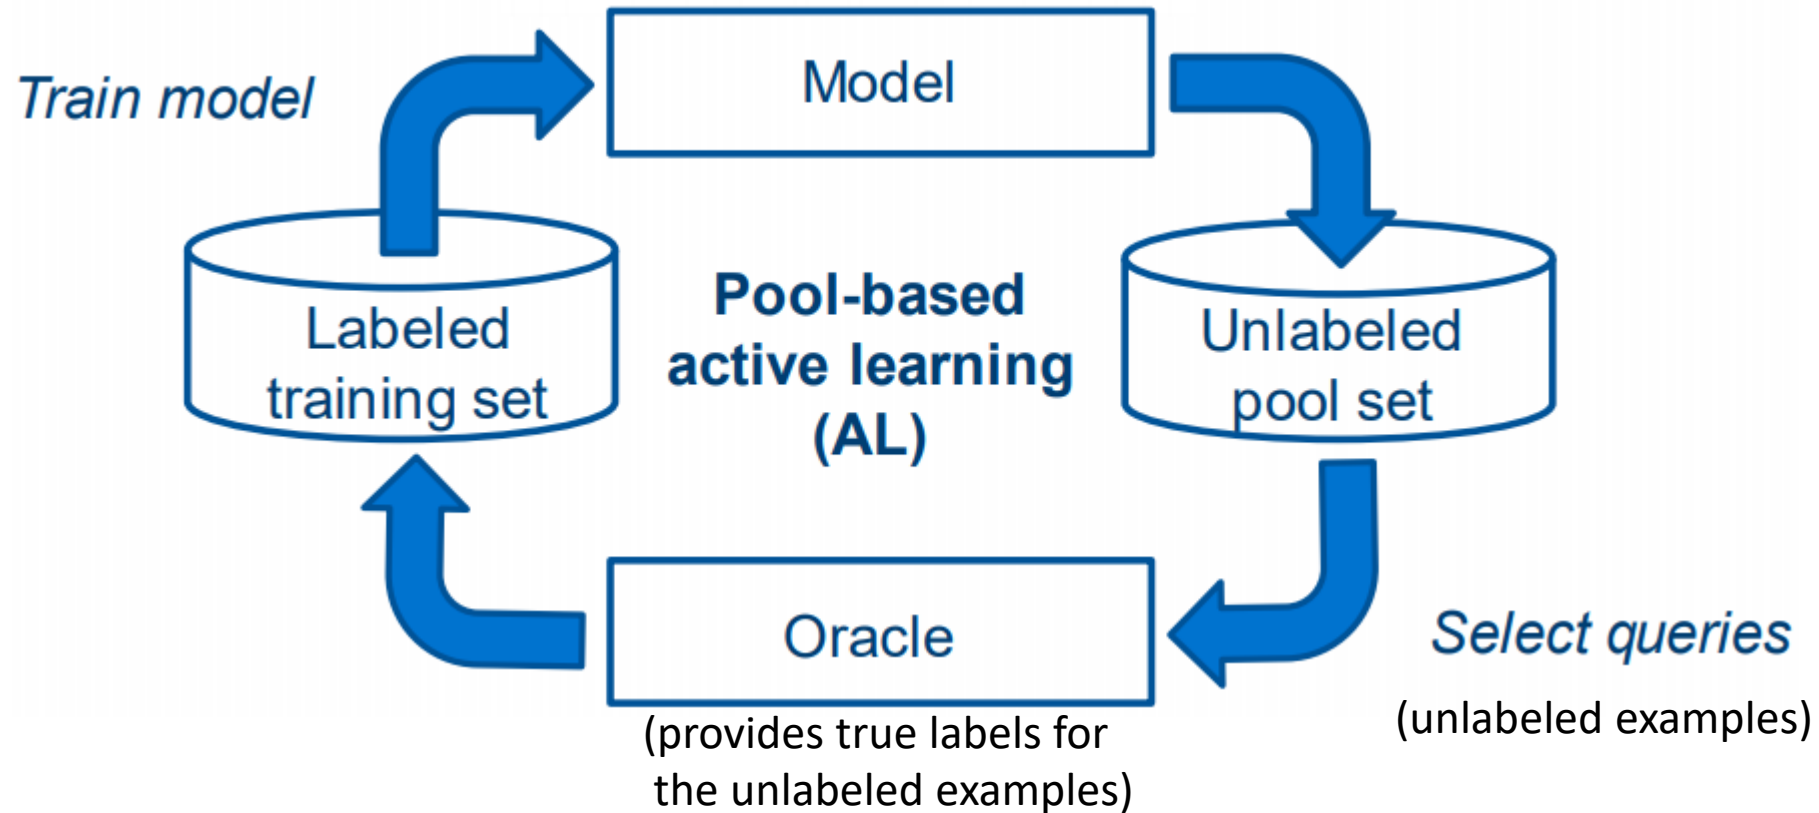 Train model
Model
Labeled
training set
Pool-based
active learning
(AL)
Unlabeled
pool set
Oracle
(provides true labels for
the unlabeled examples)
Select queries
(unlabeled examples)